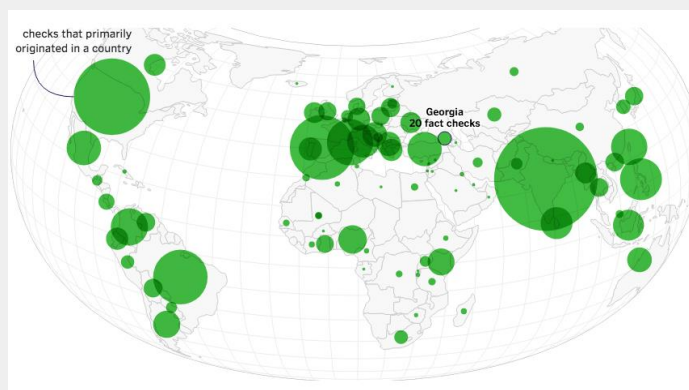 checks that primarily
originated in a country
Georgia
20 fact checks